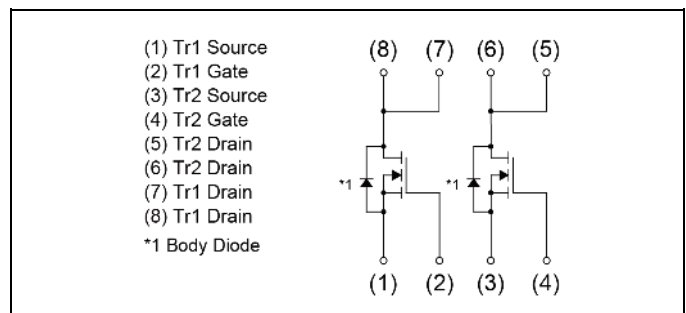 (1) Tr1 Source
(2) Tr1 Gate
(3) Tr2 Source
(4) Tr2 Gate
(5) Tr2 Drain
(6) Tr2 Drain
(7) Tr1 Drain
(8) Tr1 Drain
*1 Body Diode
(8) (7) (6) (5)
*1 *1
(1) (2) (3) (4)